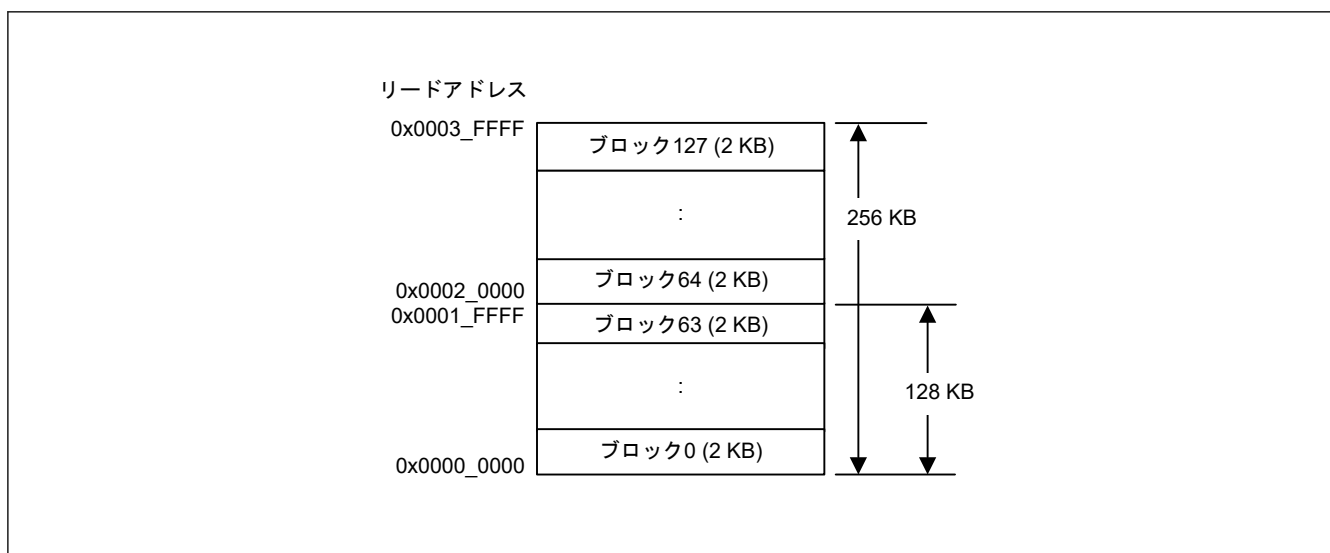 リードアドレス
0x0003_FFFF
ブロック127 (2 KB)
:
256 KB
ブロック64 (2 KB)
0x0002_0000
0x0001_FFFF
ブロック63 (2 KB)
:
128 KB
ブロック0 (2 KB)
0x0000_0000